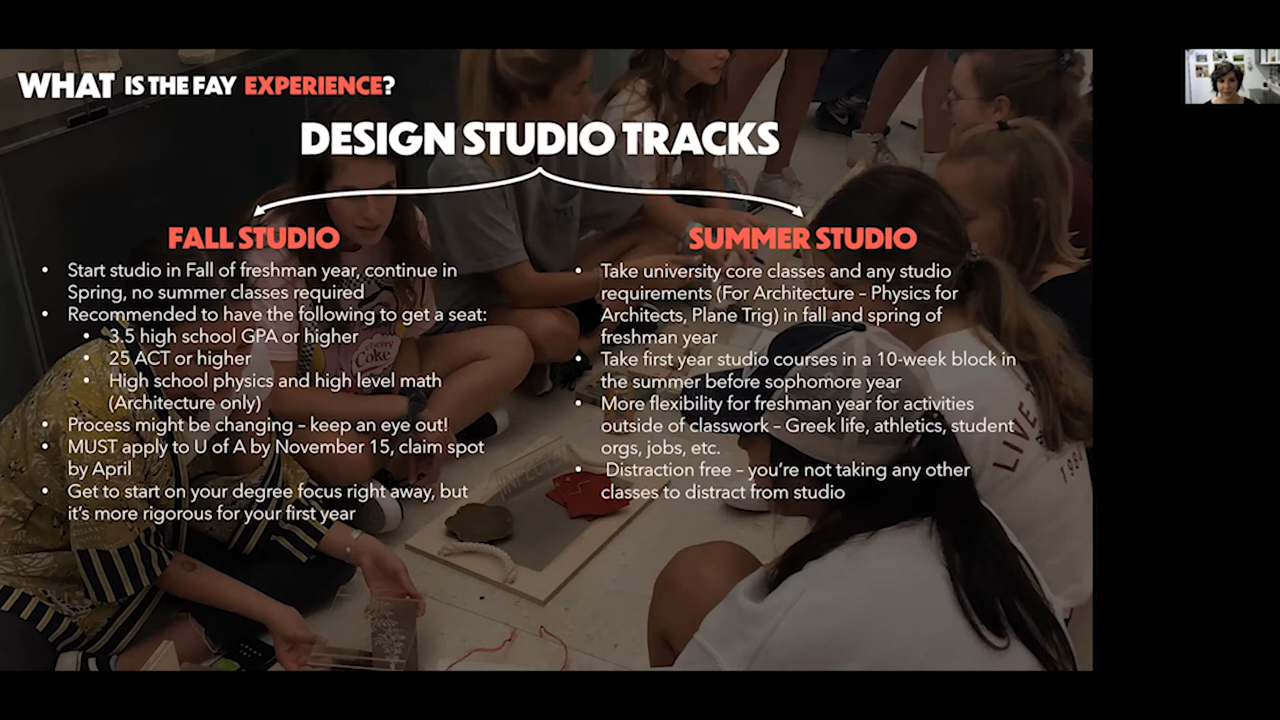 WHAT IS THE FAY EXPERIENCE?
DESIGN STUDIO TRACKS
FALL STUDIO
• Start studio in Fall of freshman year, continue in
Spring, no summer classes required
• Recommended to have the following to get a seat:
• 3.5 high school GPA or higher
• 25 ACT or higher
• High school physics and high level math
(Architecture only)
• Process might be changing – keep an eye out!
• MUST apply to U of A by November 15, claim spot
by April
• Get to start on your degree focus right away, but
it's more rigorous for your first year
SUMMER STUDIO
• Take university core classes and any studio
requirements (For Architecture – Physics for
Architects, Plane Trig) in fall and spring of
freshman year
• Take first year studio courses in a 10-week block in
the summer before sophomore year
• More flexibility for freshman year for activities
outside of classwork – Greek life, athletics, student
orgs, jobs, etc.
• Distraction free – you're not taking any other
classes to distract from studio
Coke
LIVE